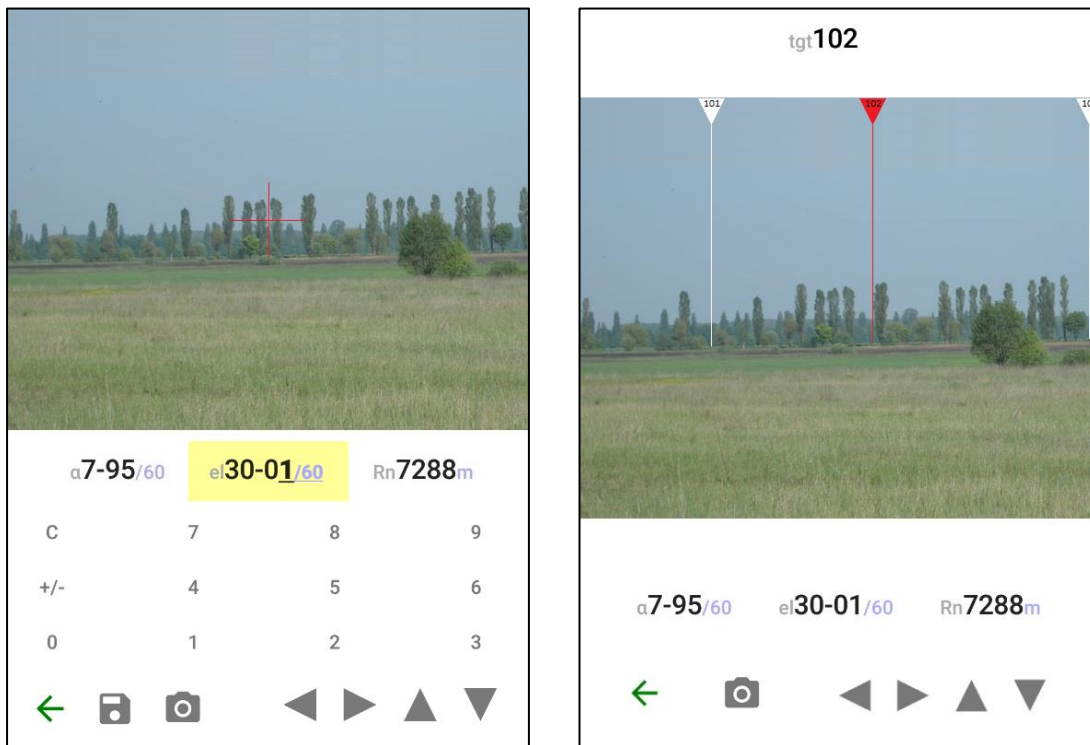 α7-95/60 el30-01/60 Rn7288m
C 7 8 9
+/- 4 5 6
0 1 2 3
tgt102
101 102
α7-95/60 el30-01/60 Rn7288m